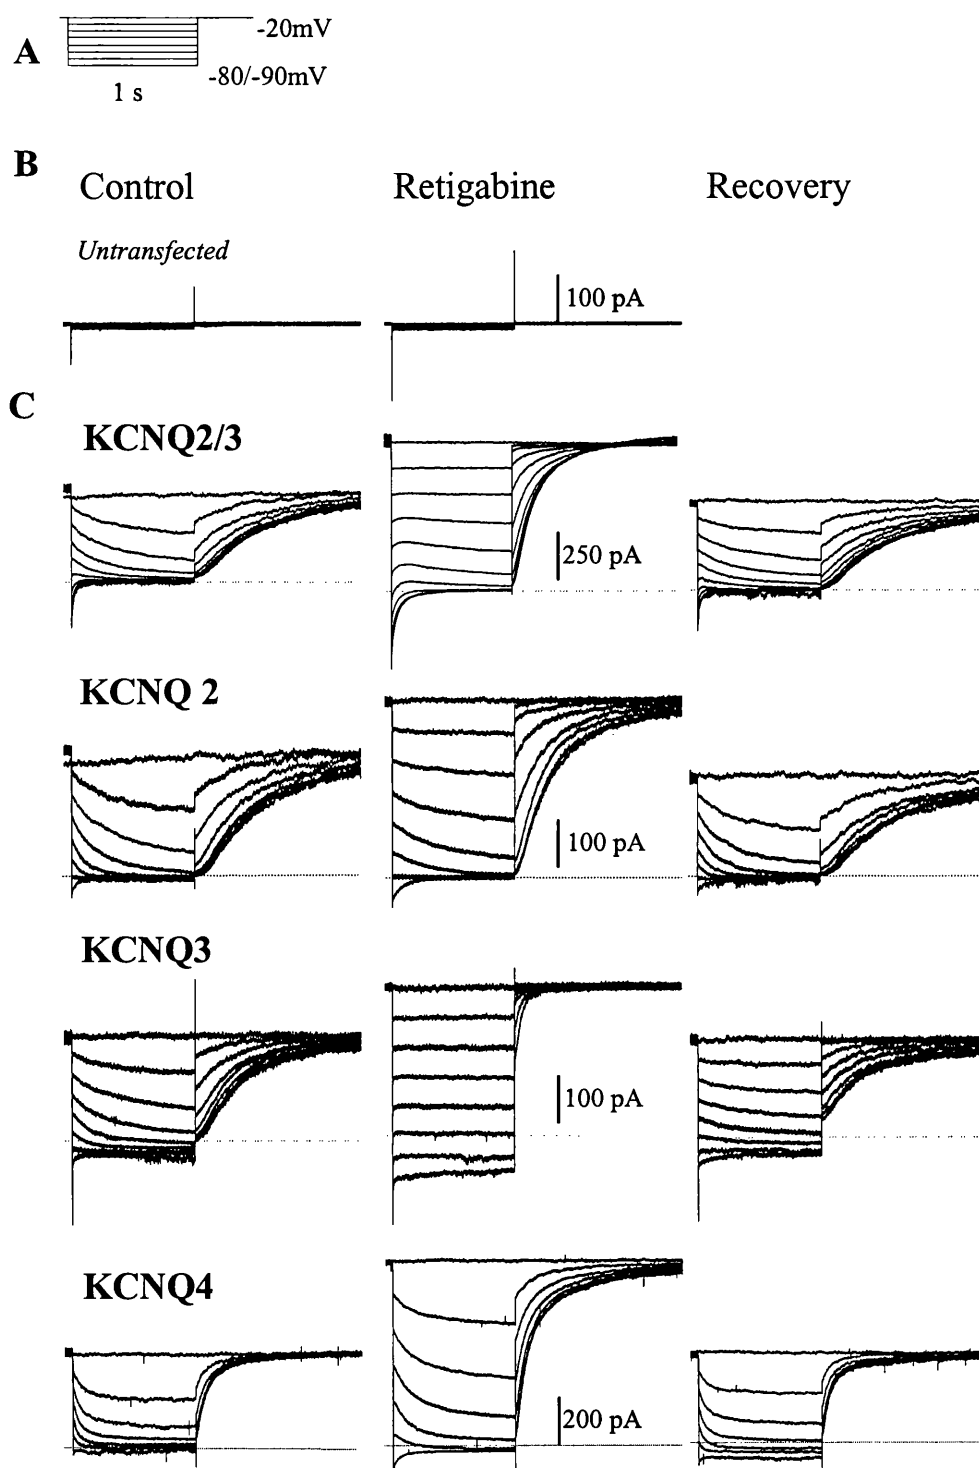 A
-20mV
-80/-90mV
1 s
B
Control Retigabine Recovery
Untransfected
100 pA
C
KCNQ2/3
250 pA
KCNQ 2
100 pA
KCNQ3
100 pA
KCNQ4
200 pA